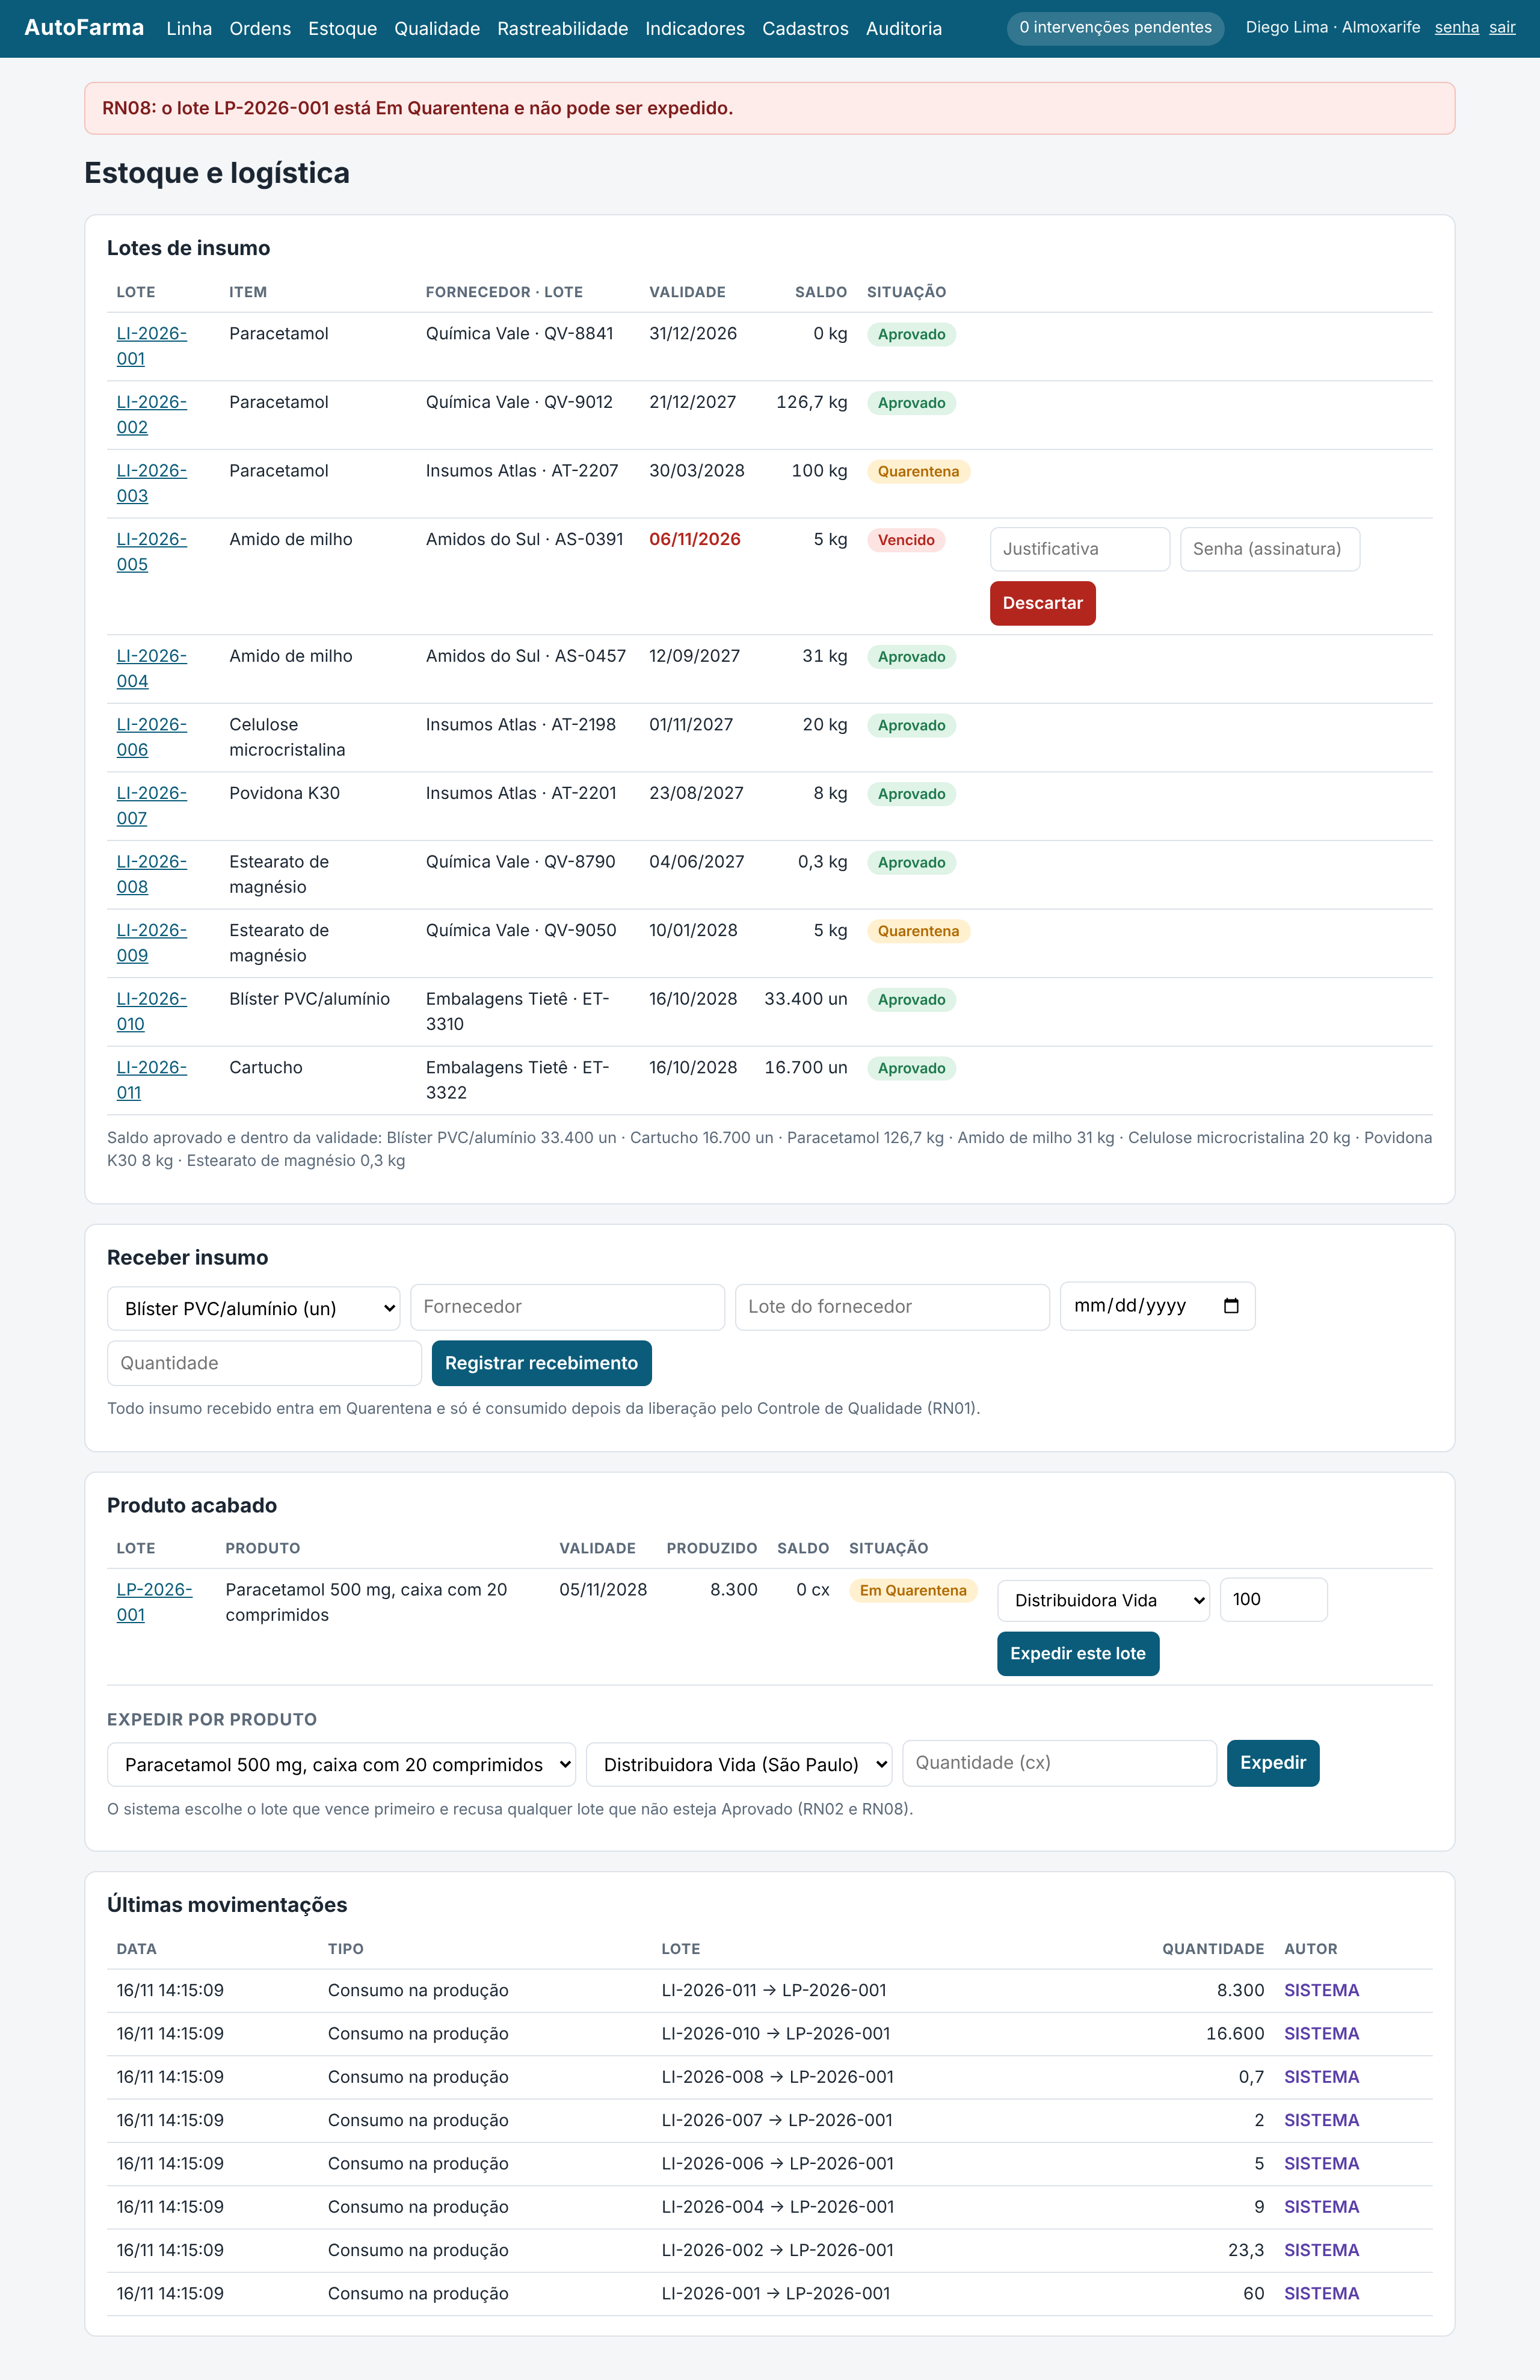 AutoFarma Linha Ordens Estoque Qualidade Rastreabilidade Indicadores Cadastros Auditoria 0 intervenções pendentes Diego Lima · Almoxarife senha sair
RN08: o lote LP-2026-001 está Em Quarentena e não pode ser expedido.
Estoque e logística
Lotes de insumo
LOTE ITEM FORNECEDOR · LOTE VALIDADE SALDO SITUAÇÃO
LI-2026- Paracetamol Química Vale · QV-8841 31/12/2026 0 kg Aprovado
001
LI-2026- Paracetamol Química Vale · QV-9012 21/12/2027 126,7 kg Aprovado
002
LI-2026- Paracetamol Insumos Atlas · AT-2207 30/03/2028 100 kg Quarentena
003
LI-2026- Amido de milho Amidos do Sul · AS-0391 06/11/2026 5 kg Vencido Justificativa Senha (assinatura)
005
Descartar
LI-2026- Amido de milho Amidos do Sul · AS-0457 12/09/2027 31 kg Aprovado
004
LI-2026- Celulose Insumos Atlas · AT-2198 01/11/2027 20 kg Aprovado
006 microcristalina
LI-2026- Povidona K30 Insumos Atlas · AT-2201 23/08/2027 8 kg Aprovado
007
LI-2026- Estearato de Química Vale · QV-8790 04/06/2027 0,3 kg Aprovado
008 magnésio
LI-2026- Estearato de Química Vale · QV-9050 10/01/2028 5 kg Quarentena
009 magnésio
LI-2026- Blíster PVC/alumínio Embalagens Tietê · ET- 16/10/2028 33.400 un Aprovado
010 3310
LI-2026- Cartucho Embalagens Tietê · ET- 16/10/2028 16.700 un Aprovado
011 3322
Saldo aprovado e dentro da validade: Blíster PVC/alumínio 33.400 un · Cartucho 16.700 un · Paracetamol 126,7 kg · Amido de milho 31 kg · Celulose microcristalina 20 kg · Povidona
K30 8 kg · Estearato de magnésio 0,3 kg
Receber insumo
Blíster PVC/alumínio (un) Fornecedor Lote do fornecedor mm/dd/yyyy
Quantidade Registrar recebimento
Todo insumo recebido entra em Quarentena e só é consumido depois da liberação pelo Controle de Qualidade (RN01).
Produto acabado
LOTE PRODUTO VALIDADE PRODUZIDO SALDO SITUAÇÃO
LP-2026- Paracetamol 500 mg, caixa com 20 05/11/2028 8.300 0 cx Em Quarentena Distribuidora Vida 100
001 comprimidos
Expedir este lote
EXPEDIR POR PRODUTO
Paracetamol 500 mg, caixa com 20 comprimidos Distribuidora Vida (São Paulo) Quantidade (cx) Expedir
O sistema escolhe o lote que vence primeiro e recusa qualquer lote que não esteja Aprovado (RN02 e RN08).
Últimas movimentações
DATA TIPO LOTE QUANTIDADE AUTOR
16/11 14:15:09 Consumo na produção LI-2026-011 → LP-2026-001 8.300 SISTEMA
16/11 14:15:09 Consumo na produção LI-2026-010 → LP-2026-001 16.600 SISTEMA
16/11 14:15:09 Consumo na produção LI-2026-008 → LP-2026-001 0,7 SISTEMA
16/11 14:15:09 Consumo na produção LI-2026-007 → LP-2026-001 2 SISTEMA
16/11 14:15:09 Consumo na produção LI-2026-006 → LP-2026-001 5 SISTEMA
16/11 14:15:09 Consumo na produção LI-2026-004 → LP-2026-001 9 SISTEMA
16/11 14:15:09 Consumo na produção LI-2026-002 → LP-2026-001 23,3 SISTEMA
16/11 14:15:09 Consumo na produção LI-2026-001 → LP-2026-001 60 SISTEMA